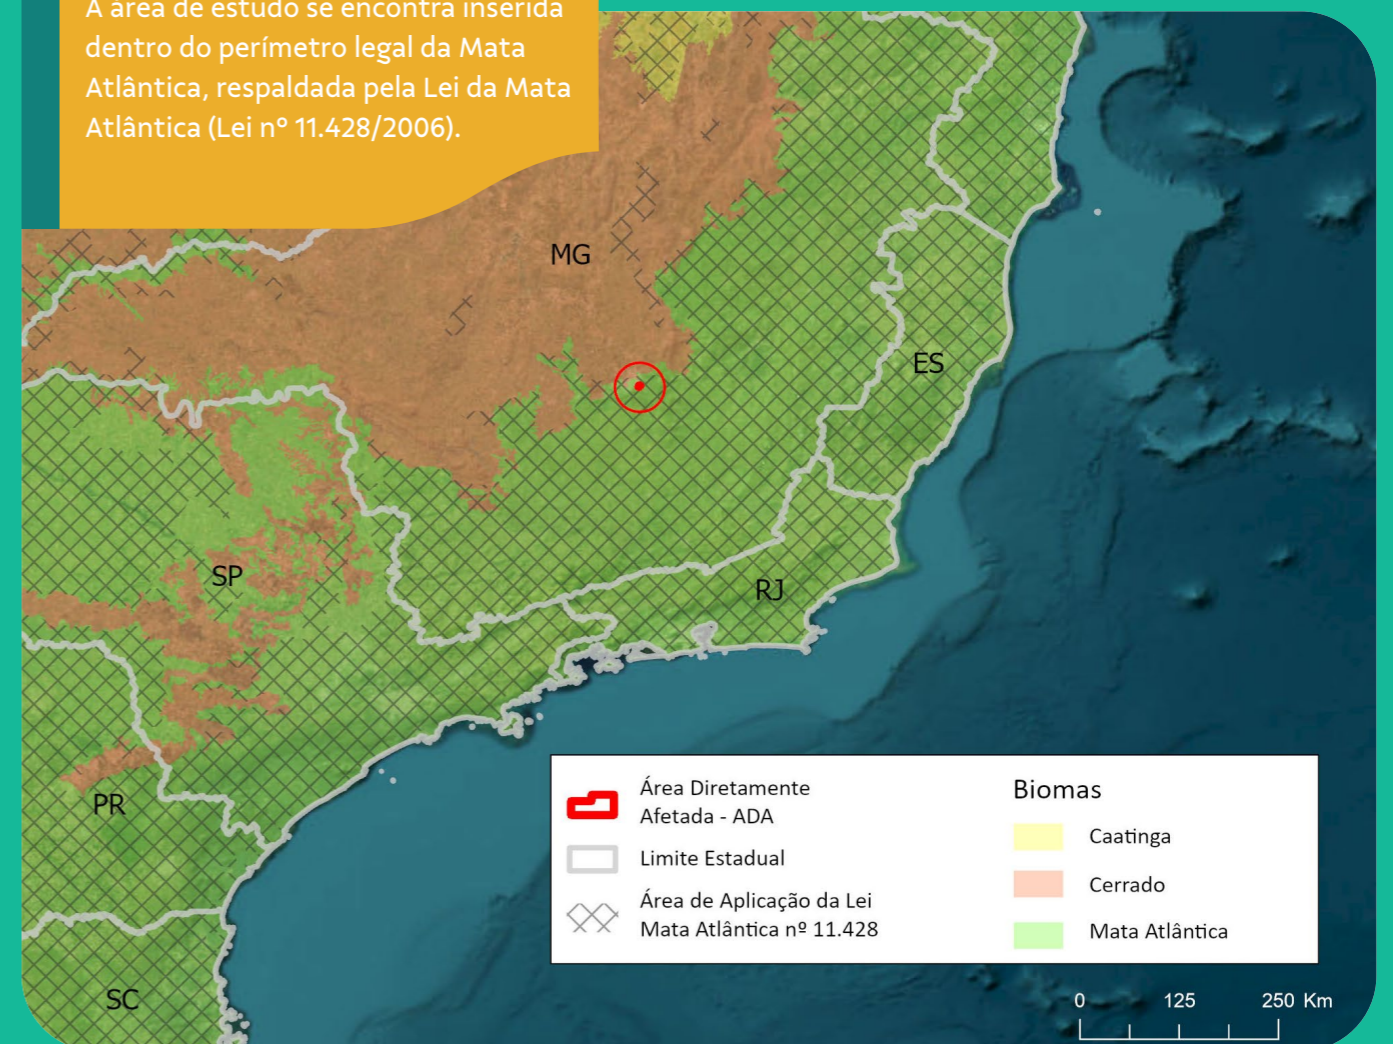 A área de estudo se encontra inserida
dentro do perímetro legal da Mata
Atlântica, respaldada pela Lei da Mata
Atlântica (Lei nº 11.428/2006).
MG
ES
SP
RJ
PR
SC
Área Diretamente
Afetada - ADA
Limite Estadual
Área de Aplicação da Lei
Mata Atlântica nº 11.428
Biomas
Caatinga
Cerrado
Mata Atlântica
0 125 250 Km